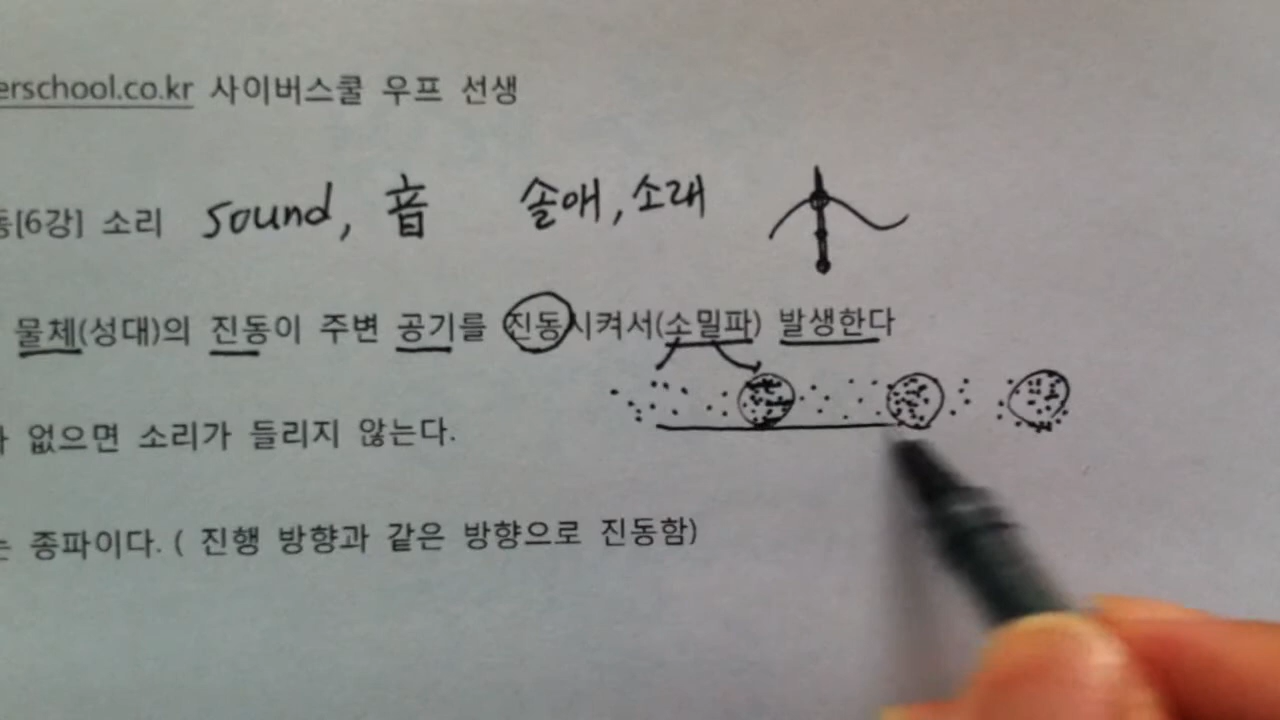 erschool.co.kr 사이버스쿨 우프 선생
동[6강] 소리 sound, 音 솔애, 소래
물체(성대)의 진동이 주변 공기를 진동시켜서(소밀파) 발생한다
없으면 소리가 들리지 않는다.
는 종파이다. ( 진행 방향과 같은 방향으로 진동함)